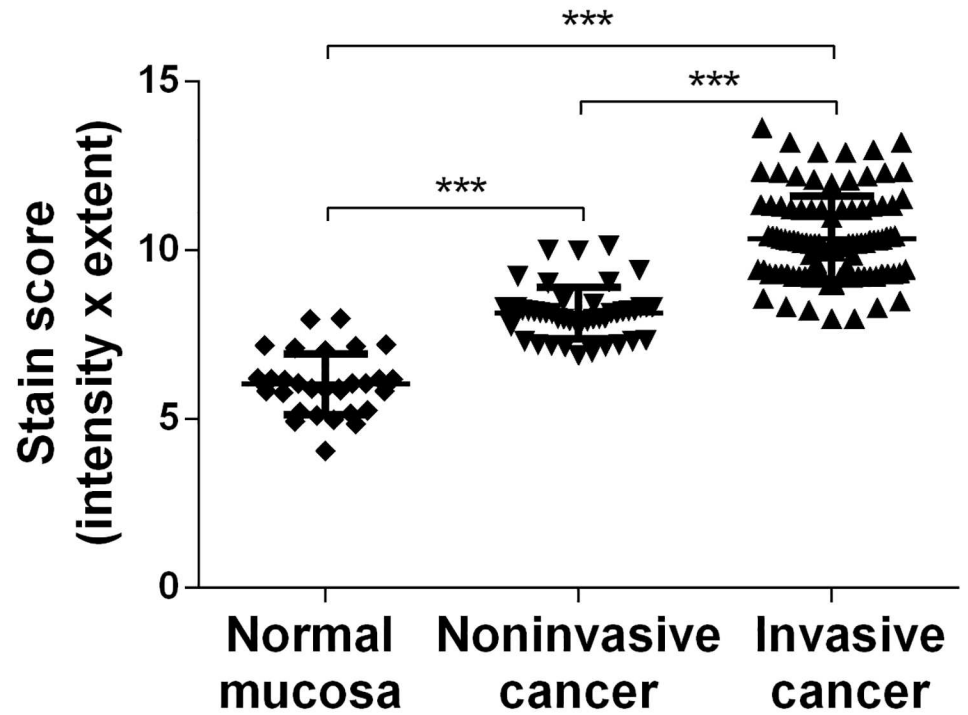 ***
***
***
15
10
5
0
Stain score
(intensity x extent)
Normal
mucosa
Noninvasive
cancer
Invasive
cancer